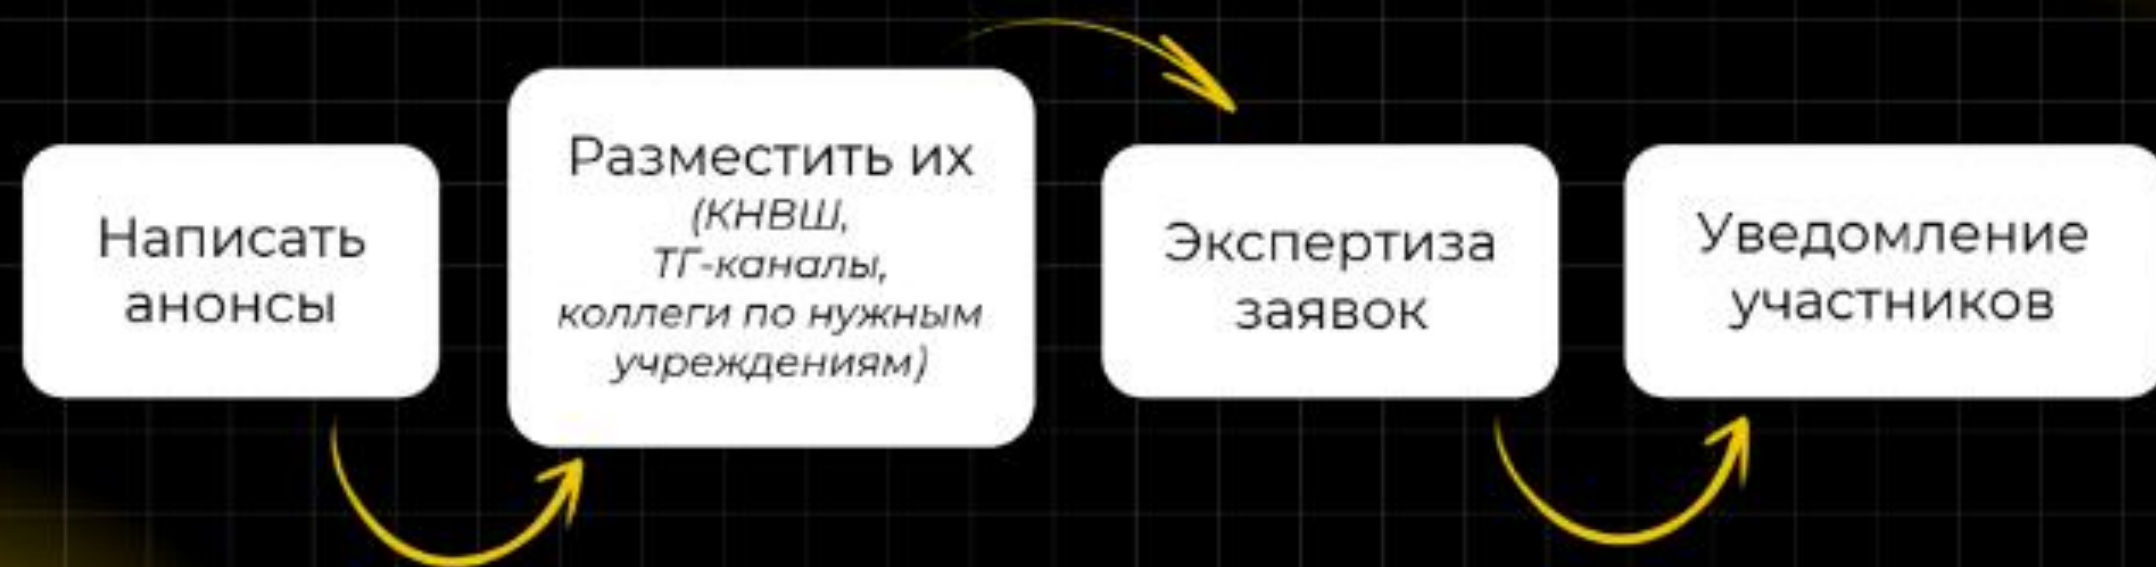 Написать
анонсы
Разместить их
(КНВШ,
ТГ-каналы,
коллеги по нужным
учреждениям)
Экспертиза
заявок
Уведомление
участников